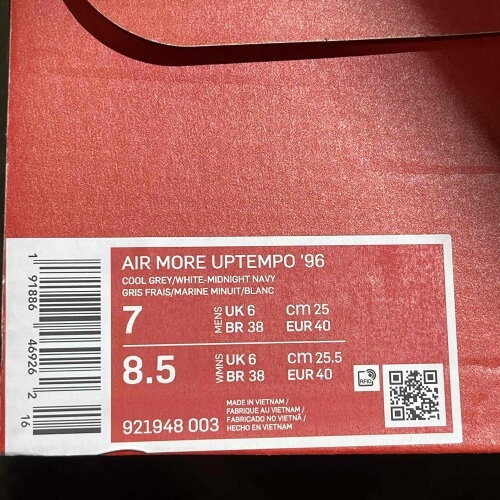 AIR MORE UPTEMPO '96
COOL GREY/WHITE-MIDNIGHT NAVY
GRIS FRAIS/MARINE MINUIT/BLANC
7 MENS UK 6 CM 25
BR 38 EUR 40
8.5 WMNS UK 6 CM 25.5
BR 38 EUR 40
921948 003
MADE IN VIETNAM /
FABRIQUE AU VIETNAM /
FABRICADO NO VIETNÃ /
HECHO EN VIETNAM
RFID
1 91886 46926 2 16